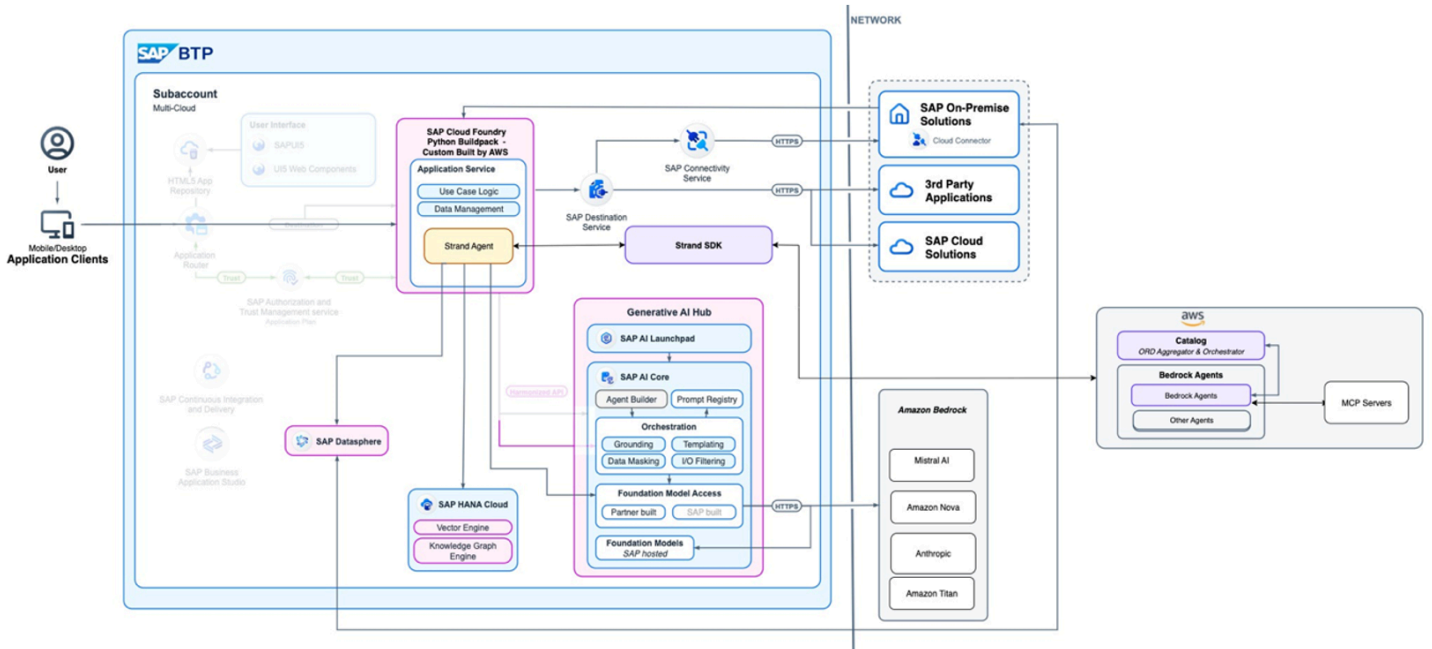 NETWORK
SAP BTP
Subaccount
Multi-Cloud
User
Mobile/Desktop
Application Clients
User Interface
SAPUI5
UI5 Web Components
HTML5 App
Repository
Application
Router
Trust
Trust
SAP Authorization and
Trust Management service
Application Plan
SAP Continuous Integration
and Delivery
SAP Business
Application Studio
SAP Cloud Foundry
Python Buildpack -
Custom Built by AWS
Application Service
Use Case Logic
Data Management
Strand Agent
SAP Connectivity
Service
SAP Destination
Service
HTTPS
HTTPS
Strand SDK
SAP On-Premise
Solutions
Cloud Connector
3rd Party
Applications
SAP Cloud
Solutions
Harmonized API
SAP Datasphere
SAP HANA Cloud
Vector Engine
Knowledge Graph
Engine
Generative AI Hub
SAP AI Launchpad
SAP AI Core
Agent Builder
Prompt Registry
Orchestration
Grounding
Templating
Data Masking
I/O Filtering
Foundation Model Access
Partner built
SAP built
Foundation Models
SAP hosted
HTTPS
Amazon Bedrock
Mistral AI
Amazon Nova
Anthropic
Amazon Titan
aws
Catalog
ORD Aggregator & Orchestrator
Bedrock Agents
Bedrock Agents
Other Agents
MCP Servers